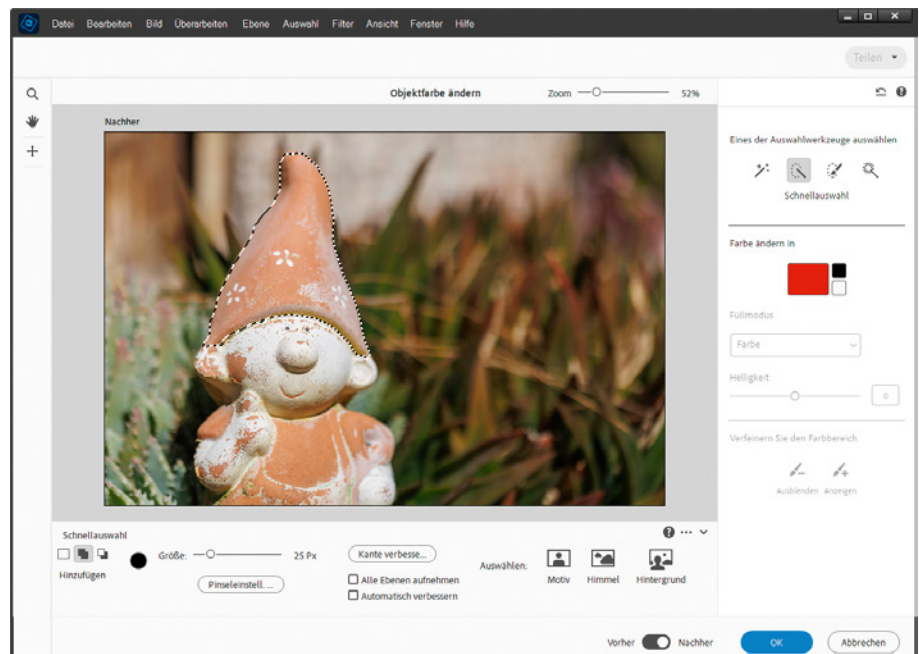 Datei Bearbeiten Bild Überarbeiten Ebene Auswahl Filter Ansicht Fenster Hilfe
Teilen
Objektfarbe ändern Zoom 52%
Nachher
Eines der Auswahlwerkzeuge auswählen
Schnellauswahl
Farbe ändern in
Füllmodus
Farbe
Helligkeit
0
Verfeinern Sie den Farbbereich
Ausblenden Anzeigen
Schnellauswahl
Hinzufügen
Größe: 25 Px
Pinseleinstell. ...
Kante verbesse...
Alle Ebenen aufnehmen
Automatisch verbessern
Auswählen:
Motiv Himmel Hintergrund
Vorher Nachher OK Abbrechen